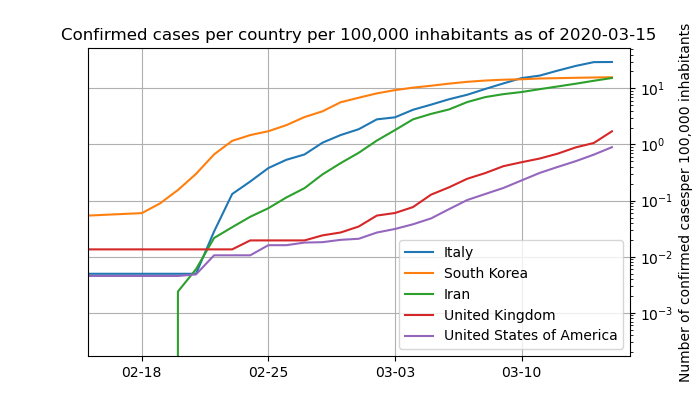 Confirmed cases per country per 100,000 inhabitants as of 2020-03-15
10^1
10^0
10^-1
10^-2
10^-3
Number of confirmed casesper 100,000 inhabitants
Italy
South Korea
Iran
United Kingdom
United States of America
02-18 02-25 03-03 03-10